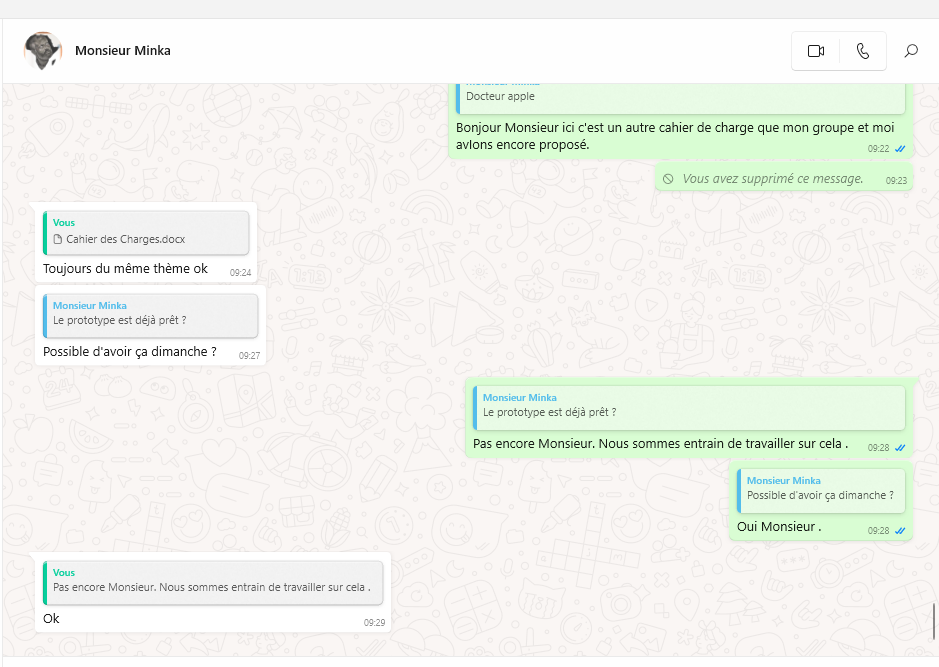 Monsieur Minka
Docteur apple
Bonjour Monsieur ici c'est un autre cahier de charge que mon groupe et moi
avIons encore proposé.
09:22
Vous avez supprimé ce message.
09:23
Vous
Cahier des Charges.docx
Toujours du même thème ok
09:24
Monsieur Minka
Le prototype est déjà prêt ?
Possible d'avoir ça dimanche ?
09:27
Monsieur Minka
Le prototype est déjà prêt ?
Pas encore Monsieur. Nous sommes entrain de travailler sur cela .
09:28
Monsieur Minka
Possible d'avoir ça dimanche ?
Oui Monsieur .
09:28
Vous
Pas encore Monsieur. Nous sommes entrain de travailler sur cela .
Ok
09:29